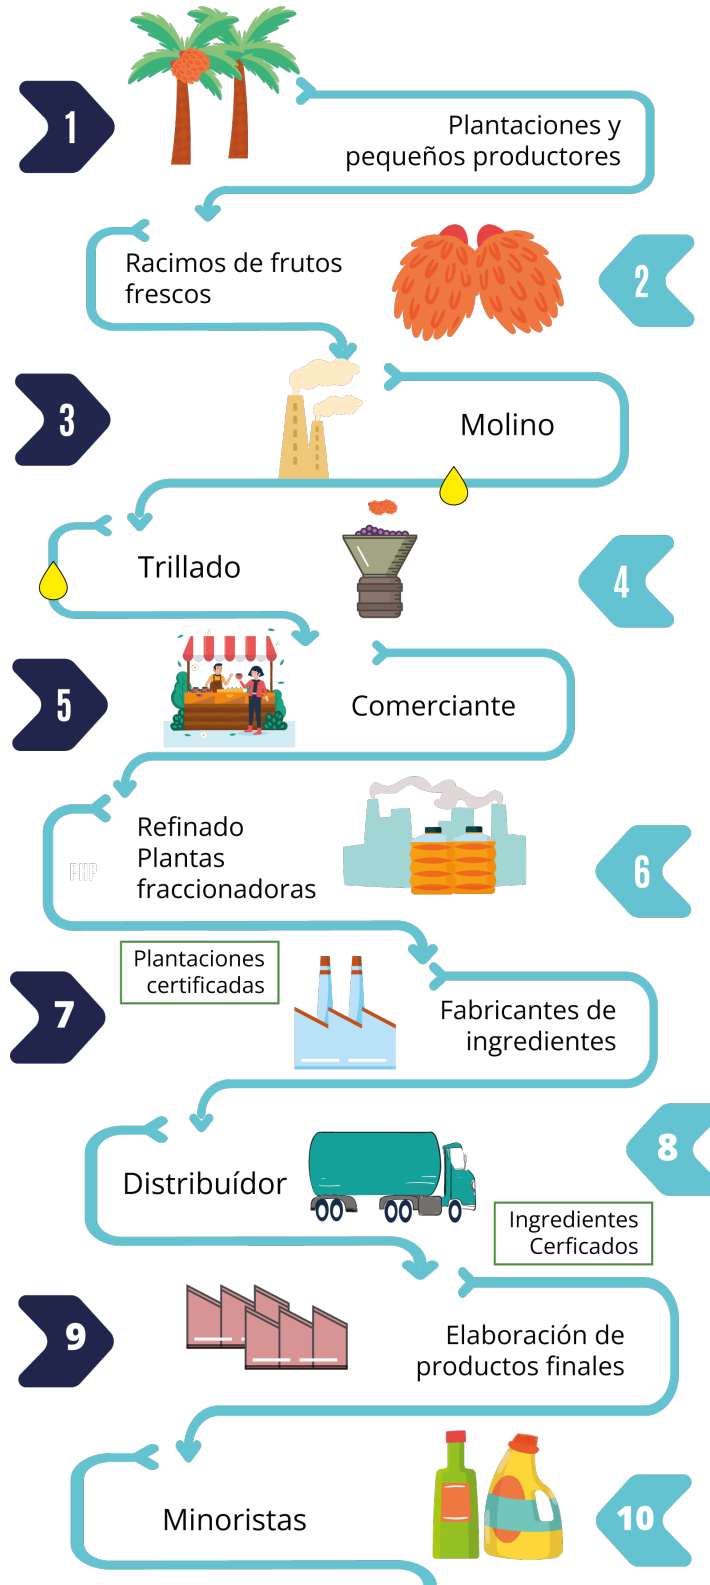 1
Plantaciones y
pequeños productores
Racimos de frutos
frescos
2
3
Molino
Trillado
4
5
Comerciante
Refinado
Plantas
fraccionadoras
PHP
6
Plantaciones
certificadas
7
Fabricantes de
ingredientes
8
Distribuídor
Ingredientes
Cerficados
9
Elaboración de
productos finales
Minoristas
10